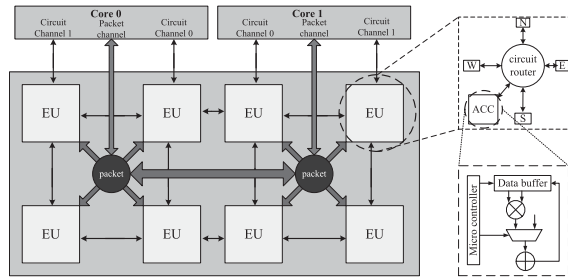 Core 0
Circuit Channel 1
Packet channel
Circuit Channel 0
Core 1
Circuit Channel 0
Packet channel
Circuit Channel 1
EU
EU
EU
EU
packet
packet
EU
EU
EU
EU
N
W
circuit router
E
ACC
S
Micro controller
Data buffer